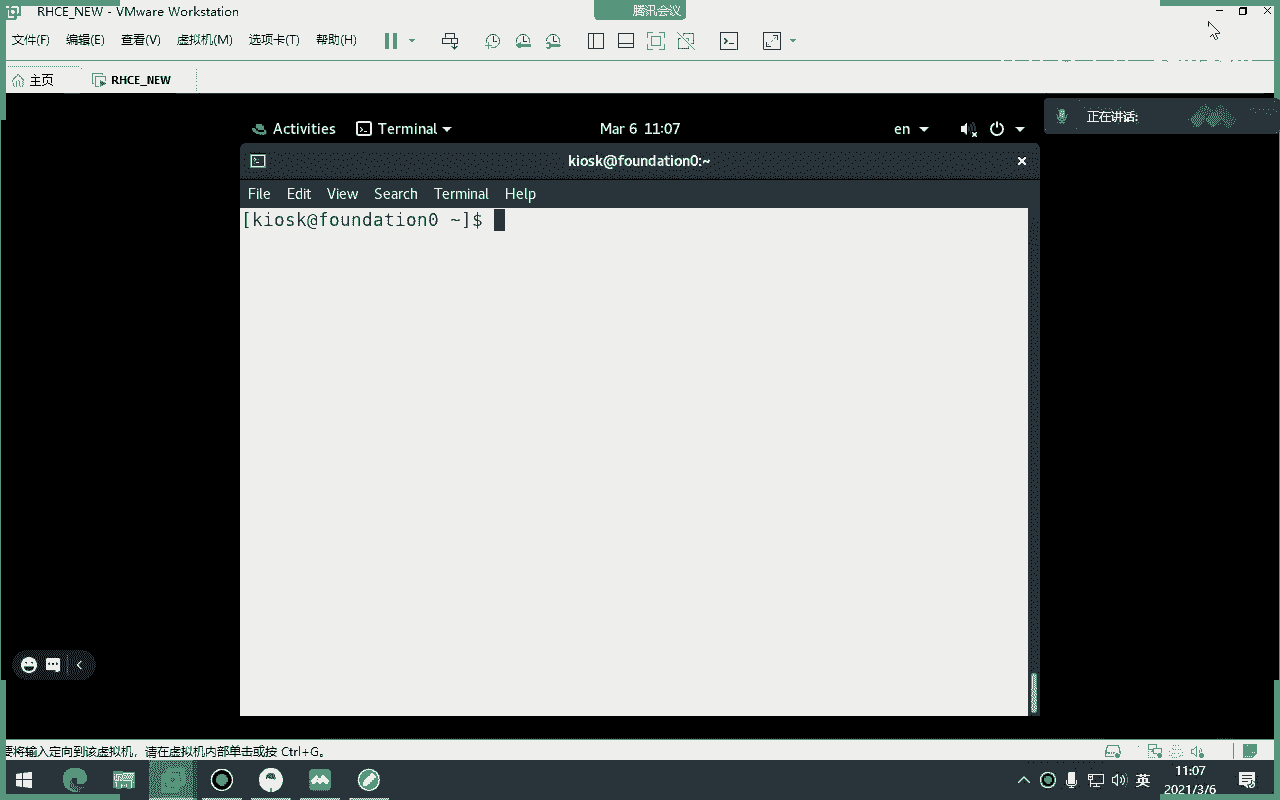 RHCE_NEW - VMware Workstation
腾讯会议
文件(F) 编辑(E) 查看(V) 虚拟机(M) 选项卡(T) 帮助(H)
主页 RHCE_NEW
Activities Terminal Mar 6 11:07 en
正在讲话:
kiosk@foundation0:~
File Edit View Search Terminal Help
[kiosk@foundation0 ~]$
要将输入定向到该虚拟机，请在虚拟机内部单击或按 Ctrl+G。
英 11:07
2021/3/6